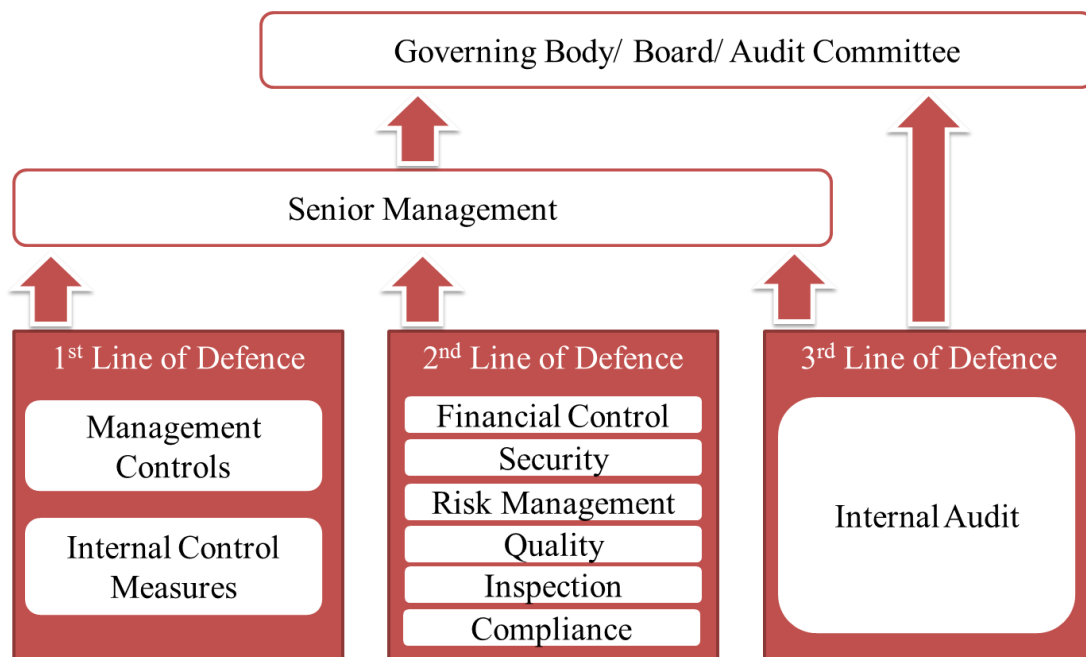 Governing Body/ Board/ Audit Committee
Senior Management
1st Line of Defence
Management
Controls
Internal Control
Measures
2nd Line of Defence
Financial Control
Security
Risk Management
Quality
Inspection
Compliance
3rd Line of Defence
Internal Audit